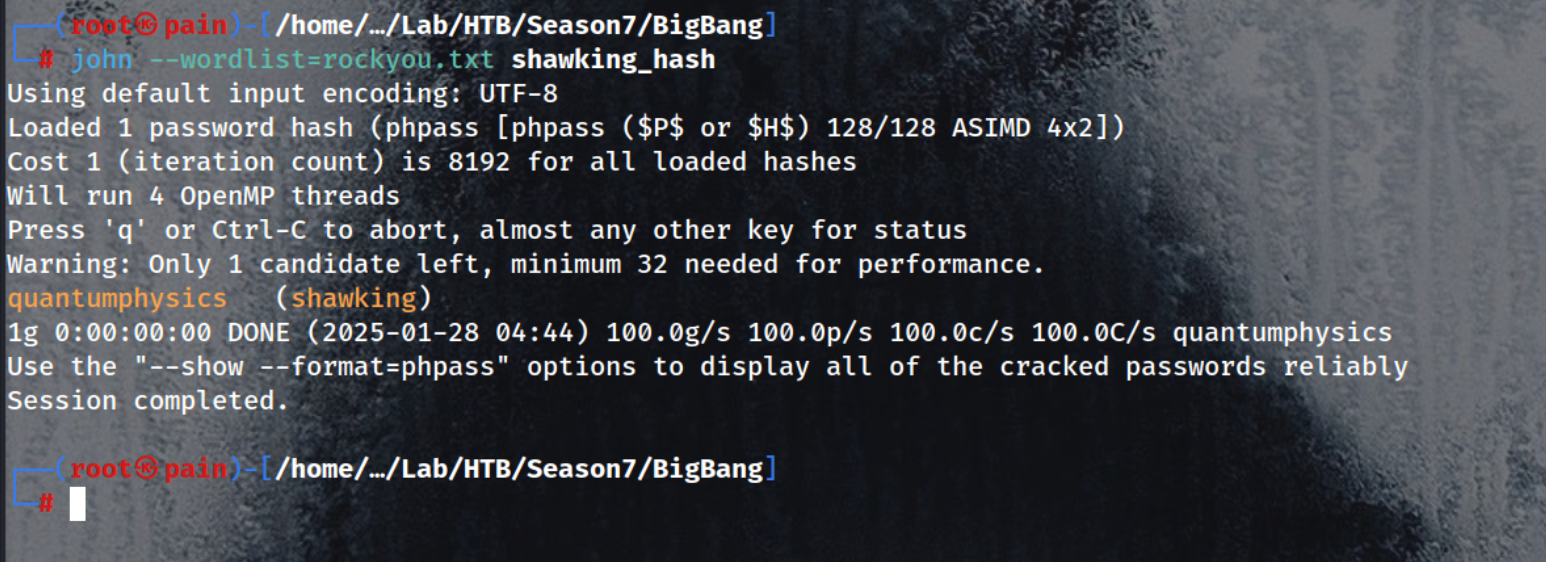 ┌──(root㉿pain)-[/home/…/Lab/HTB/Season7/BigBang]
└─# john --wordlist=rockyou.txt shawking_hash
Using default input encoding: UTF-8
Loaded 1 password hash (phpass [phpass ($P$ or $H$) 128/128 ASIMD 4x2])
Cost 1 (iteration count) is 8192 for all loaded hashes
Will run 4 OpenMP threads
Press 'q' or Ctrl-C to abort, almost any other key for status
Warning: Only 1 candidate left, minimum 32 needed for performance.
quantumphysics   (shawking)
1g 0:00:00:00 DONE (2025-01-28 04:44) 100.0g/s 100.0p/s 100.0c/s 100.0C/s quantumphysics
Use the "--show --format=phpass" options to display all of the cracked passwords reliably
Session completed.
┌──(root㉿pain)-[/home/…/Lab/HTB/Season7/BigBang]
└─#